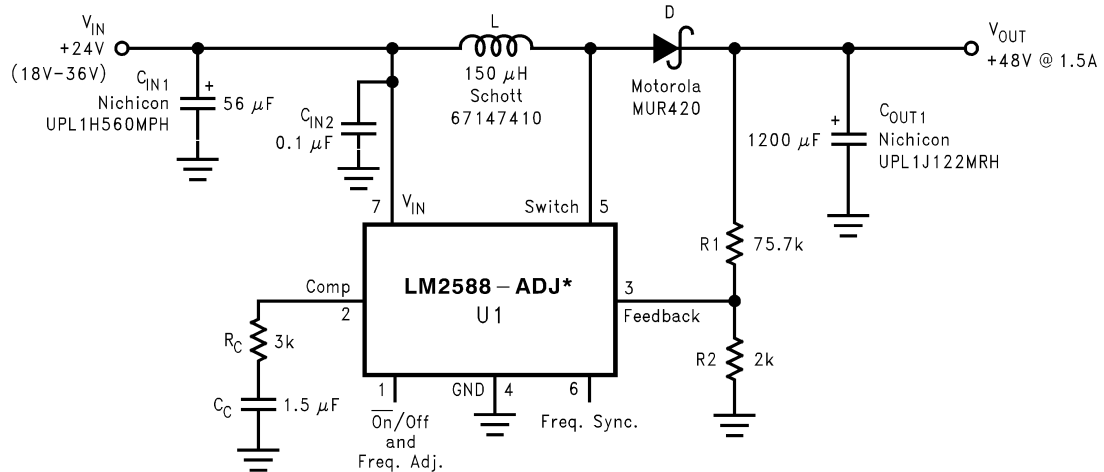 V_IN
+24V
(18V-36V)
C_IN1
Nichicon
UPL1H560MPH
+
56 μF
C_IN2
0.1 μF
L
150 μH
Schott
67147410
D
Motorola
MUR420
V_OUT
+48V @ 1.5A
+
1200 μF
C_OUT1
Nichicon
UPL1J122MRH
7
V_IN
Switch
5
R1
75.7k
LM2588-ADJ*
U1
Comp
2
3
Feedback
R_C
3k
R2
2k
C_C
1.5 μF
1
GND
4
6
On/Off
and
Freq. Adj.
Freq. Sync.